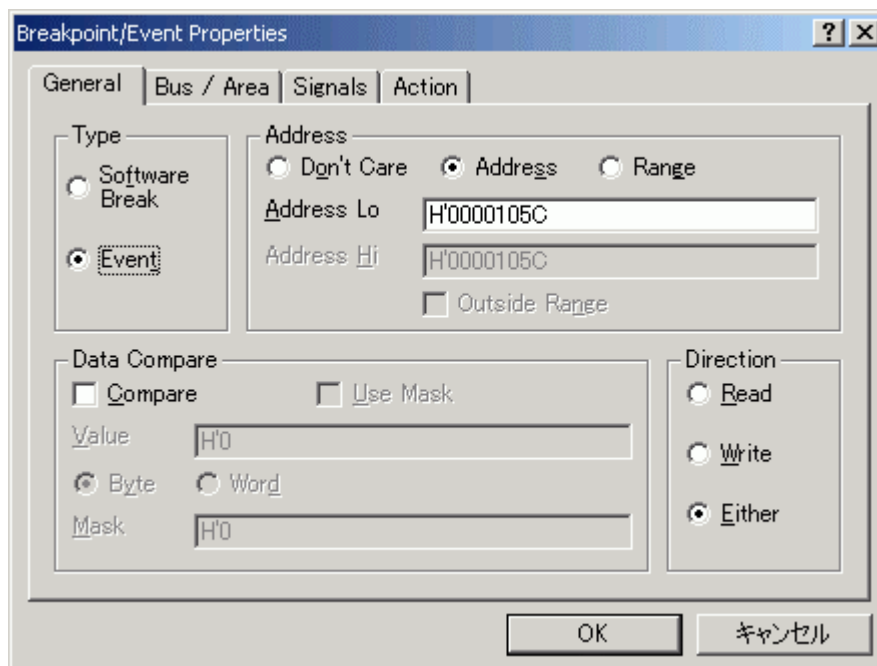 Breakpoint/Event Properties
General Bus / Area Signals Action
Type
Software Break
Event
Address
Don't Care Address Range
Address Lo H'0000105C
Address Hi H'0000105C
Outside Range
Data Compare
Compare Use Mask
Value H'0
Byte Word
Mask H'0
Direction
Read
Write
Either
OK キャンセル